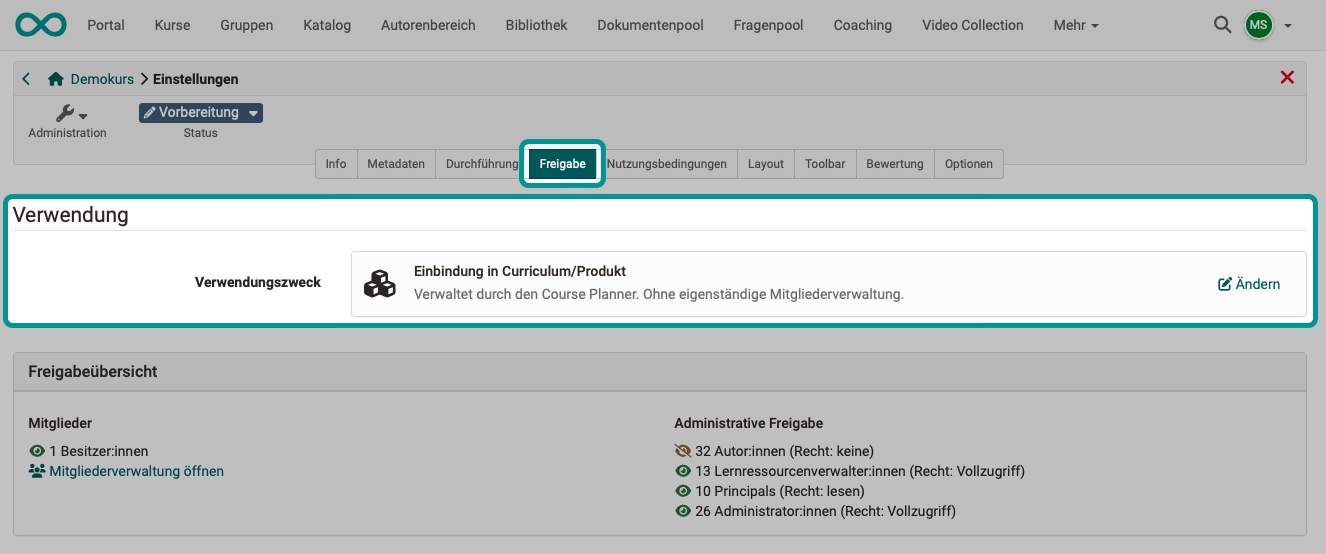 Portal Kurse Gruppen Katalog Autorenbereich Bibliothek Dokumentenpool Fragenpool Coaching Video Collection Mehr MS
Demokurs Einstellungen
Vorbereitung
Administration Status
Info Metadaten Durchführung Freigabe Nutzungsbedingungen Layout Toolbar Bewertung Optionen
Verwendung
Einbindung in Curriculum/Produkt
Verwendungszweck Ändern
Verwaltet durch den Course Planner. Ohne eigenständige Mitgliederverwaltung.
Freigabeübersicht
Mitglieder
1 Besitzer:innen
Mitgliederverwaltung öffnen
Administrative Freigabe
32 Autor:innen (Recht: keine)
13 Lernressourcenverwalter:innen (Recht: Vollzugriff)
10 Principals (Recht: lesen)
26 Administrator:innen (Recht: Vollzugriff)